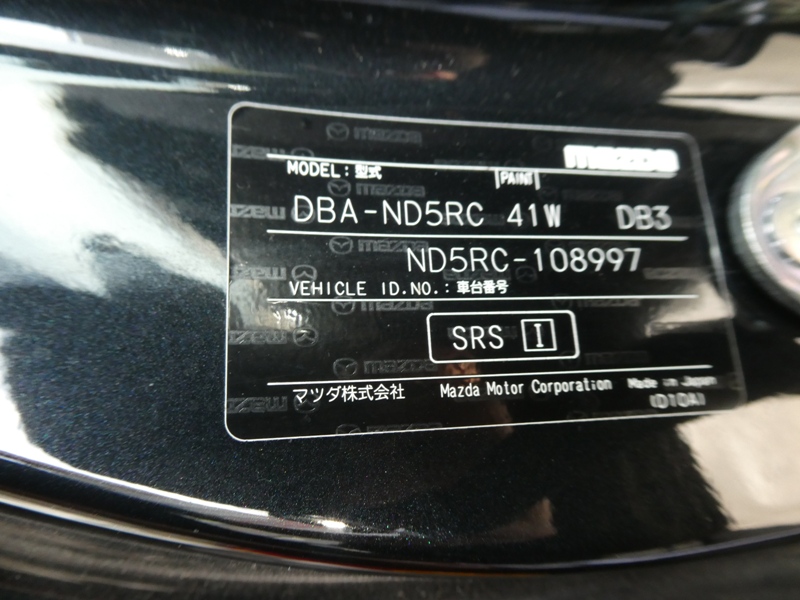 mazda
MODEL：型式 PAINT
DBA-ND5RC 41W DB3
ND5RC-108997
VEHICLE ID.NO.：車台番号
SRS I
マツダ株式会社 Mazda Motor Corporation Made in Japan